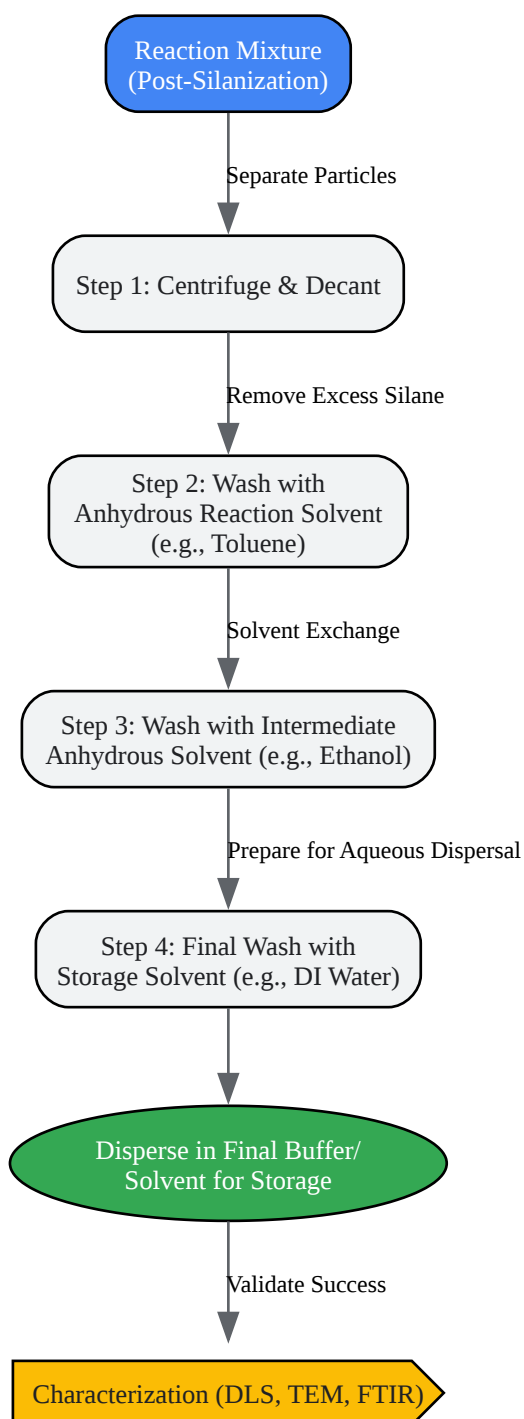 Reaction Mixture
(Post-Silanization)
Separate Particles
Step 1: Centrifuge & Decant
Remove Excess Silane
Step 2: Wash with
Anhydrous Reaction Solvent
(e.g., Toluene)
Solvent Exchange
Step 3: Wash with Intermediate
Anhydrous Solvent (e.g., Ethanol)
Prepare for Aqueous Dispersal
Step 4: Final Wash with
Storage Solvent (e.g., DI Water)
Disperse in Final Buffer/
Solvent for Storage
Validate Success
Characterization (DLS, TEM, FTIR)